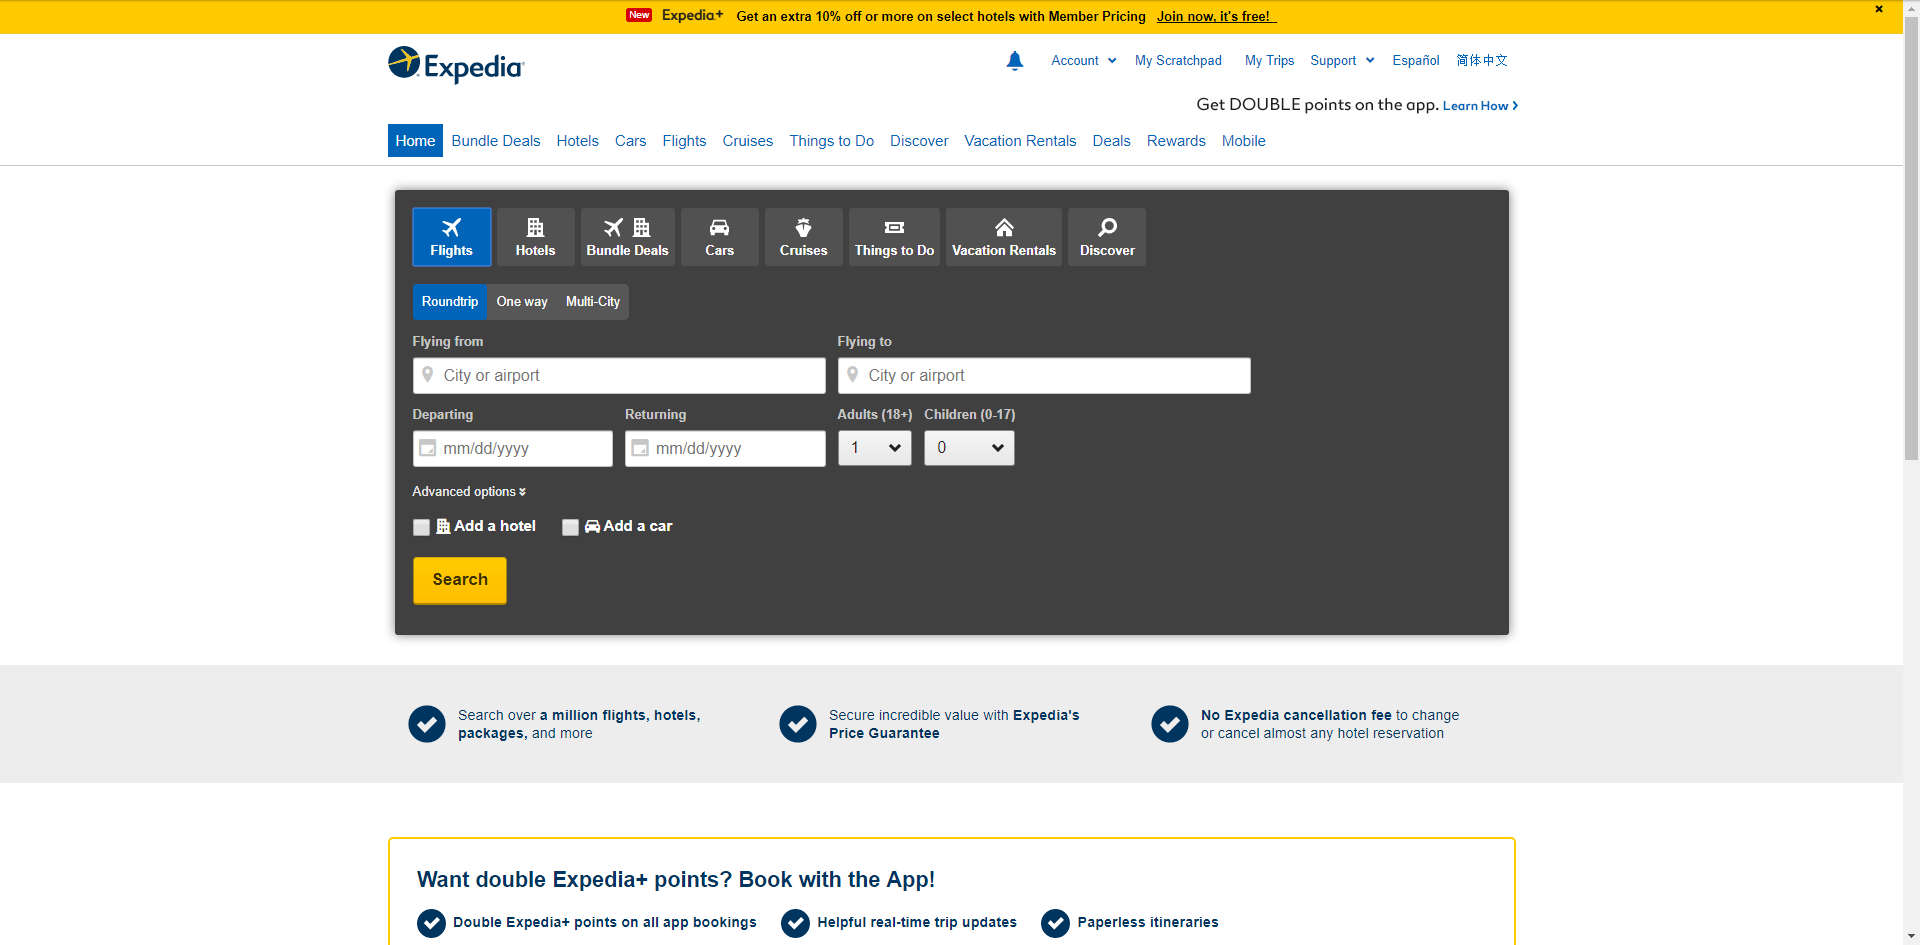 New Expedia+ Get an extra 10% off or more on select hotels with Member Pricing Join now, it's free!
Expedia
Account My Scratchpad My Trips Support Español 简体中文
Get DOUBLE points on the app. Learn How
Home Bundle Deals Hotels Cars Flights Cruises Things to Do Discover Vacation Rentals Deals Rewards Mobile
Flights Hotels Bundle Deals Cars Cruises Things to Do Vacation Rentals Discover
Roundtrip One way Multi-City
Flying from Flying to
City or airport City or airport
Departing Returning Adults (18+) Children (0-17)
mm/dd/yyyy mm/dd/yyyy 1 0
Advanced options
Add a hotel Add a car
Search
Search over a million flights, hotels,
packages, and more
Secure incredible value with Expedia's
Price Guarantee
No Expedia cancellation fee to change
or cancel almost any hotel reservation
Want double Expedia+ points? Book with the App!
Double Expedia+ points on all app bookings Helpful real-time trip updates Paperless itineraries